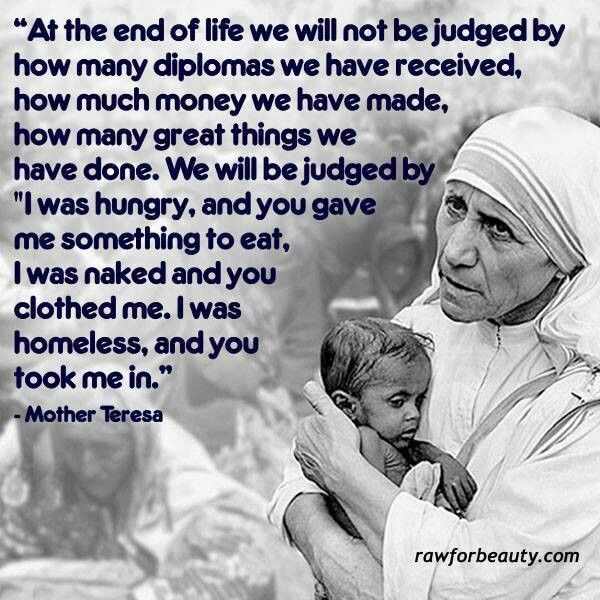 “At the end of life we will not be judged by
how many diplomas we have received,
how much money we have made,
how many great things we
have done. We will be judged by
"I was hungry, and you gave
me something to eat,
I was naked and you
clothed me. I was
homeless, and you
took me in.”
- Mother Teresa
rawforbeauty.com